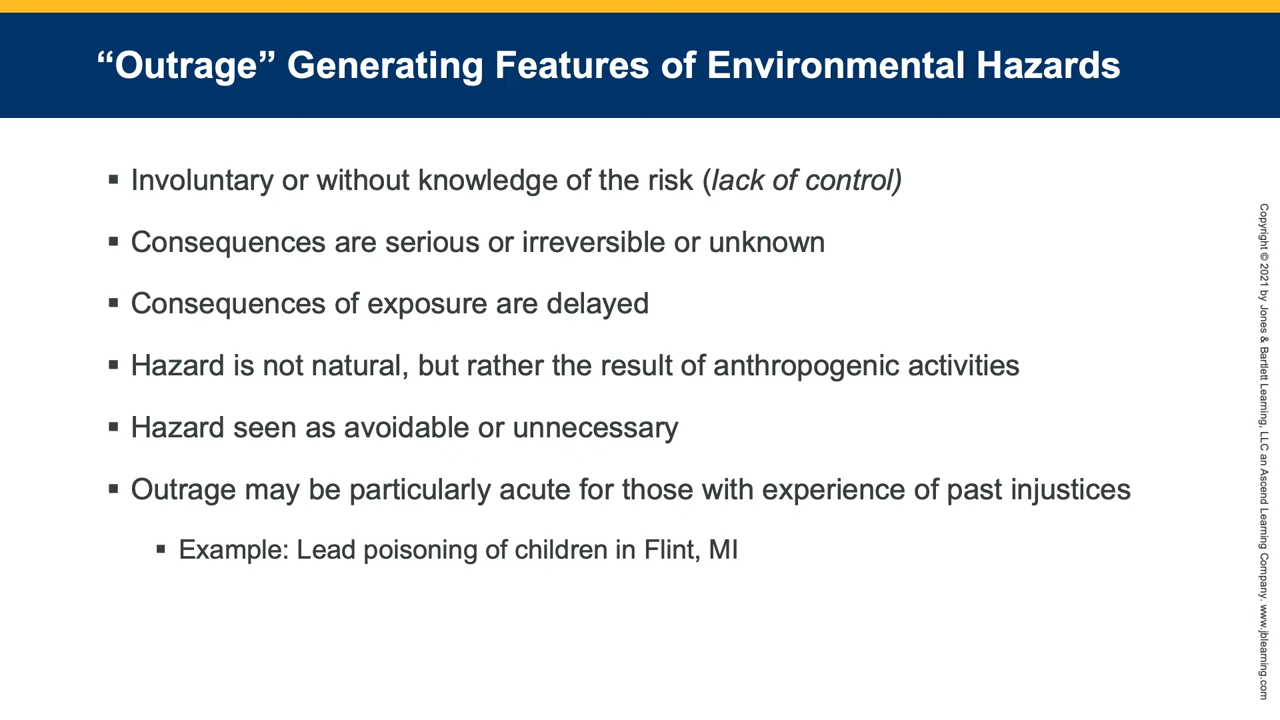 “Outrage” Generating Features of Environmental Hazards
▪ Involuntary or without knowledge of the risk (lack of control)
▪ Consequences are serious or irreversible or unknown
▪ Consequences of exposure are delayed
▪ Hazard is not natural, but rather the result of anthropogenic activities
▪ Hazard seen as avoidable or unnecessary
▪ Outrage may be particularly acute for those with experience of past injustices
▪ Example: Lead poisoning of children in Flint, MI
Copyright © 2021 by Jones & Bartlett Learning, LLC an Ascend Learning Company. www.jblearning.com